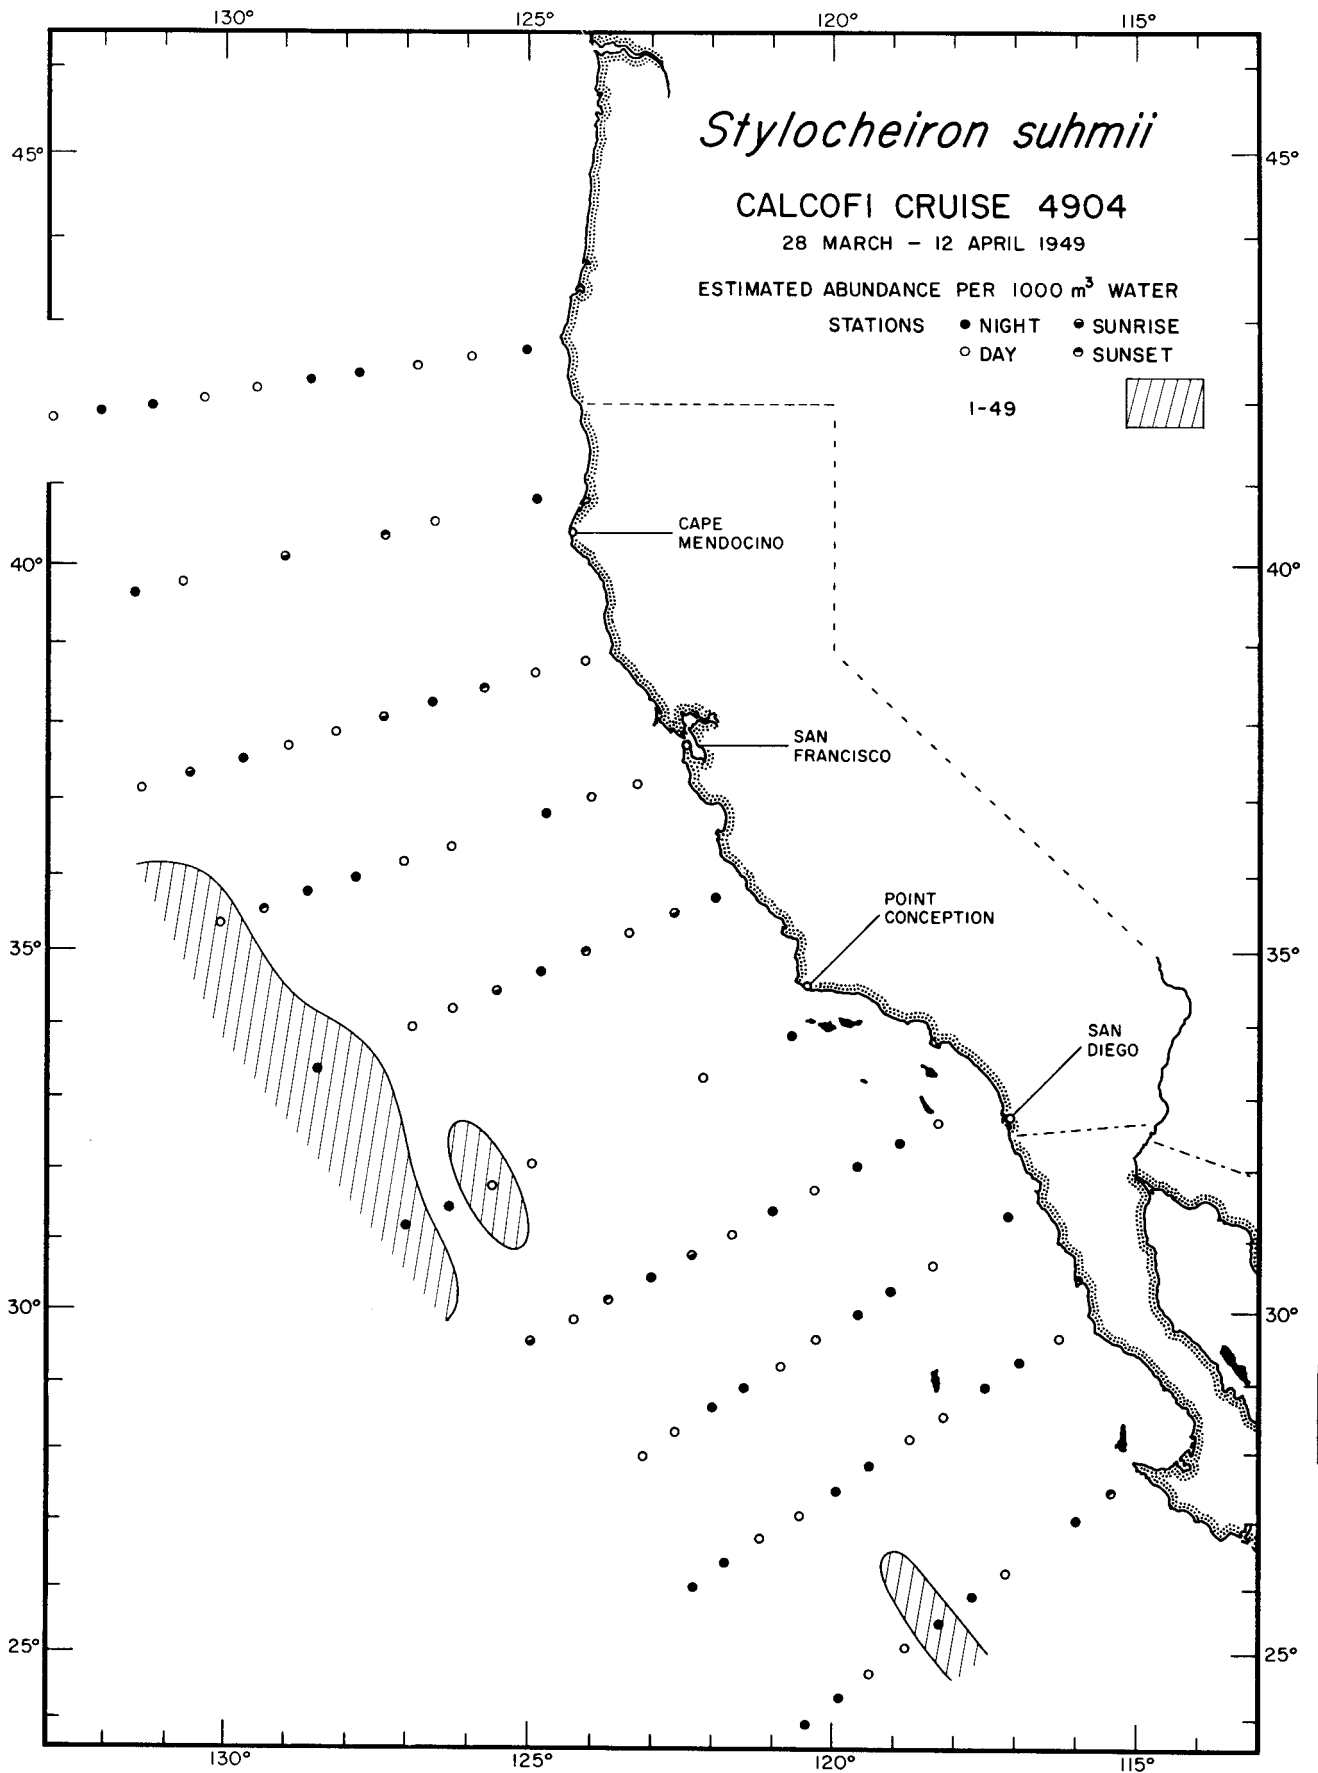 130° 125° 120° 115°
Stylocheiron suhmii
45° 45°
CALCOFI CRUISE 4904
28 MARCH – 12 APRIL 1949
ESTIMATED ABUNDANCE PER 1000 m³ WATER
STATIONS NIGHT SUNRISE
DAY SUNSET
1-49
CAPE
MENDOCINO
40° 40°
SAN
FRANCISCO
POINT
CONCEPTION
35° 35°
SAN
DIEGO
30° 30°
25° 25°
130° 125° 120° 115°